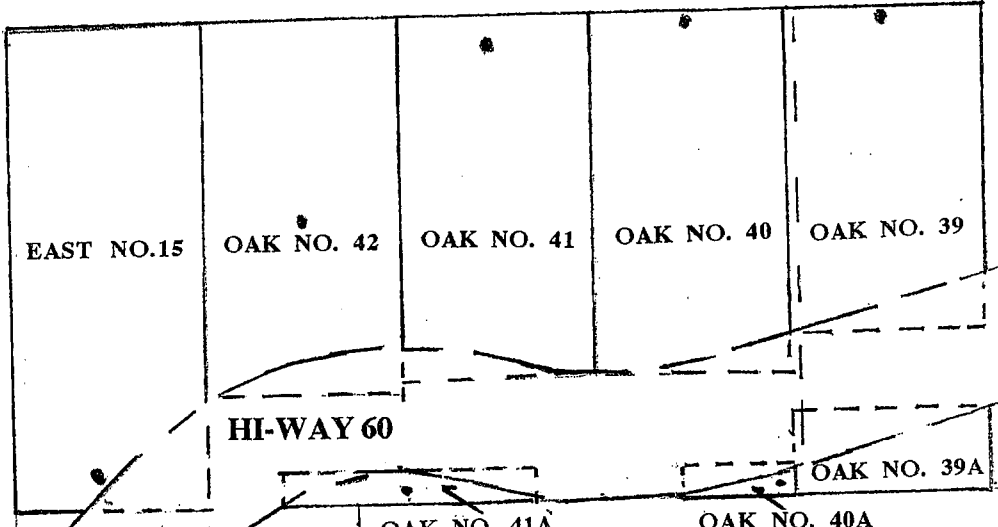 EAST NO.15
OAK NO. 42
OAK NO. 41
OAK NO. 40
OAK NO. 39
HI-WAY 60
OAK NO. 39A
OAK NO. 41A
OAK NO. 40A